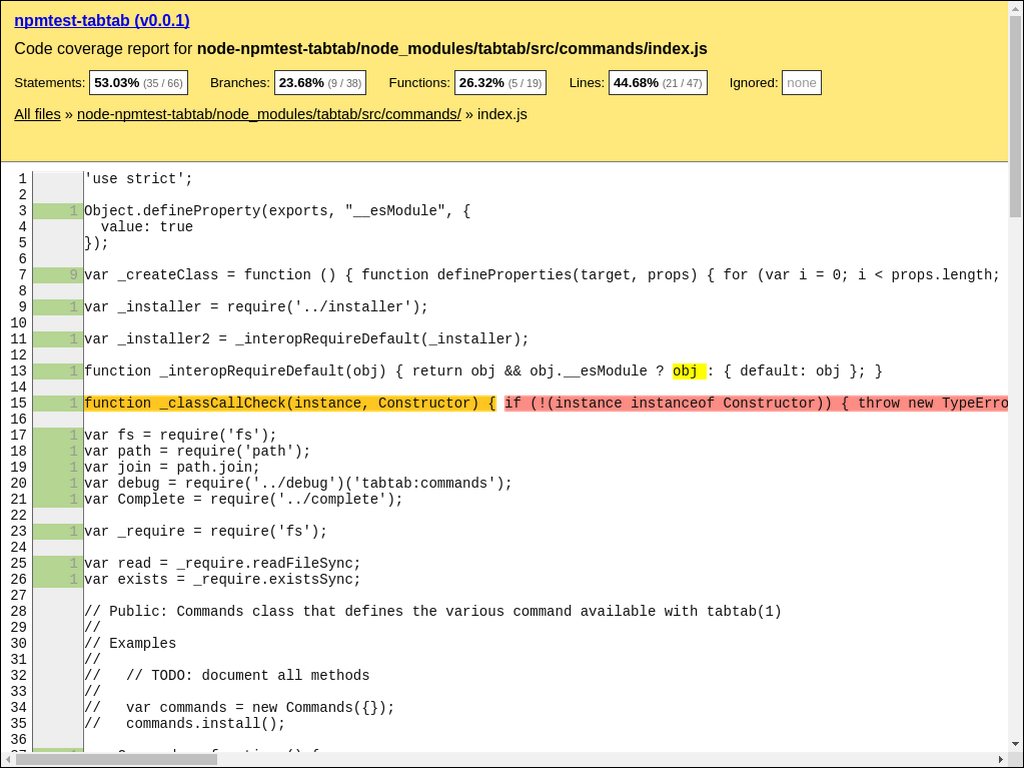 npmtest-tabtab (v0.0.1)
Code coverage report for node-npmtest-tabtab/node_modules/tabtab/src/commands/index.js
Statements: 53.03% (35 / 66) Branches: 23.68% (9 / 38) Functions: 26.32% (5 / 19) Lines: 44.68% (21 / 47) Ignored: none
All files » node-npmtest-tabtab/node_modules/tabtab/src/commands/ » index.js
1 'use strict';
2
3 1 Object.defineProperty(exports, "__esModule", {
4   value: true
5 });
6
7 9 var _createClass = function () { function defineProperties(target, props) { for (var i = 0; i < props.length;
8
9 1 var _installer = require('../installer');
10
11 1 var _installer2 = _interopRequireDefault(_installer);
12
13 1 function _interopRequireDefault(obj) { return obj && obj.__esModule ? obj : { default: obj }; }
14
15 1 function _classCallCheck(instance, Constructor) { if (!(instance instanceof Constructor)) { throw new TypeErro
16
17 1 var fs = require('fs');
18 1 var path = require('path');
19 1 var join = path.join;
20 1 var debug = require('../debug')('tabtab:commands');
21 1 var Complete = require('../complete');
22
23 1 var _require = require('fs');
24
25 1 var read = _require.readFileSync;
26 1 var exists = _require.existsSync;
27
28 // Public: Commands class that defines the various command available with tabtab(1)
29 //
30 // Examples
31 //
32 //   // TODO: document all methods
33 //
34 //   var commands = new Commands({});
35 //   commands.install();
36